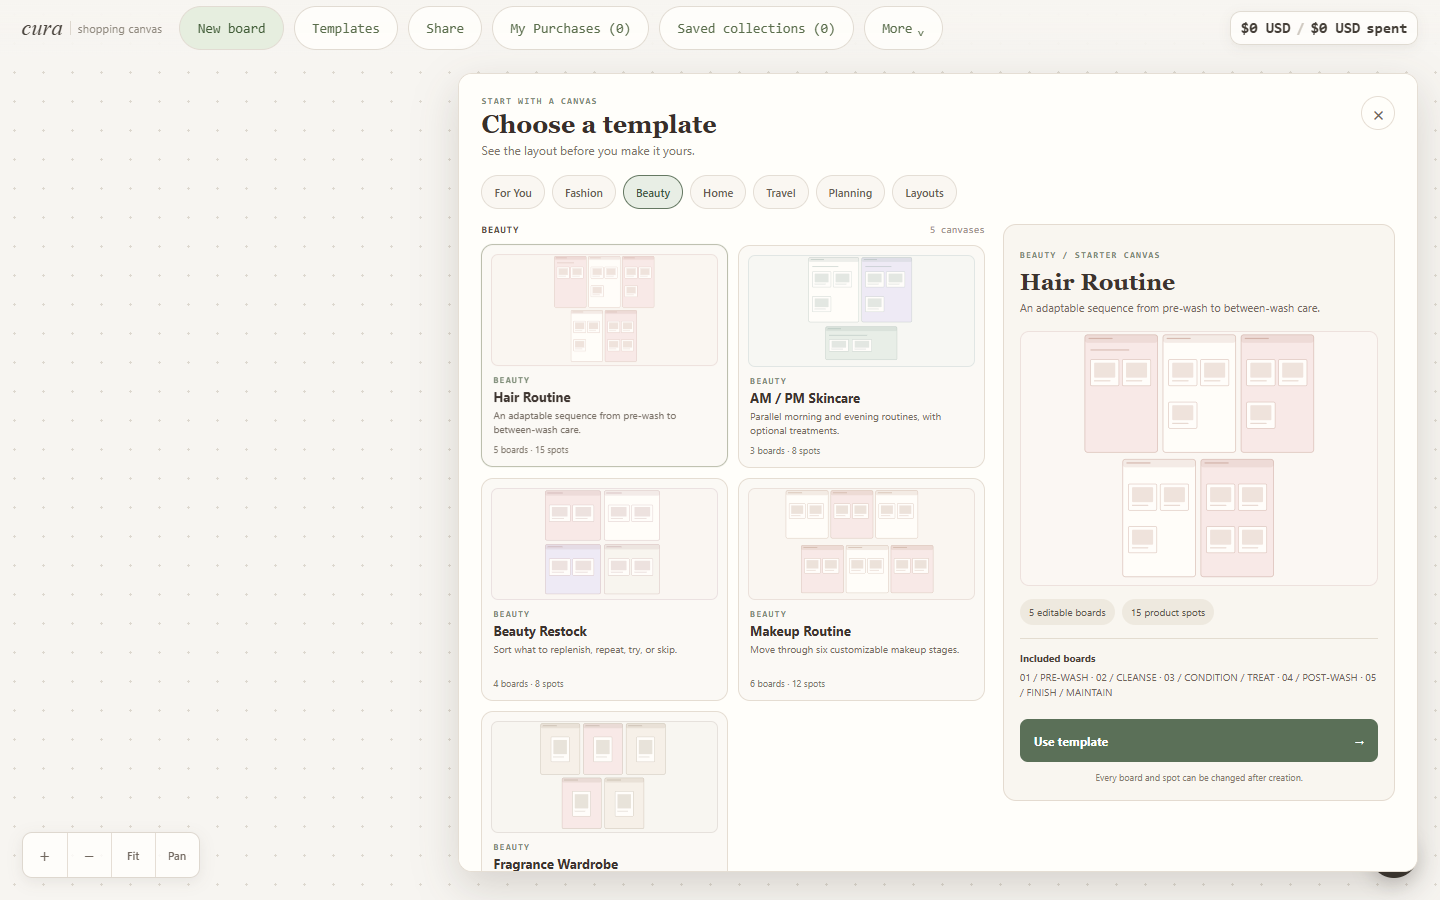 cura shopping canvas
New board
Templates
Share
My Purchases (0)
Saved collections (0)
More
$0 USD / $0 USD spent
START WITH A CANVAS
Choose a template
See the layout before you make it yours.
×
For You
Fashion
Beauty
Home
Travel
Planning
Layouts
BEAUTY
5 canvases
BEAUTY
Hair Routine
An adaptable sequence from pre-wash to
between-wash care.
5 boards · 15 spots
BEAUTY
AM / PM Skincare
Parallel morning and evening routines, with
optional treatments.
3 boards · 8 spots
BEAUTY
Beauty Restock
Sort what to replenish, repeat, try, or skip.
4 boards · 8 spots
BEAUTY
Makeup Routine
Move through six customizable makeup stages.
6 boards · 12 spots
BEAUTY
Fragrance Wardrobe
BEAUTY / STARTER CANVAS
Hair Routine
An adaptable sequence from pre-wash to between-wash care.
5 editable boards
15 product spots
Included boards
01 / PRE-WASH · 02 / CLEANSE · 03 / CONDITION / TREAT · 04 / POST-WASH · 05
/ FINISH / MAINTAIN
Use template →
Every board and spot can be changed after creation.
+
−
Fit
Pan